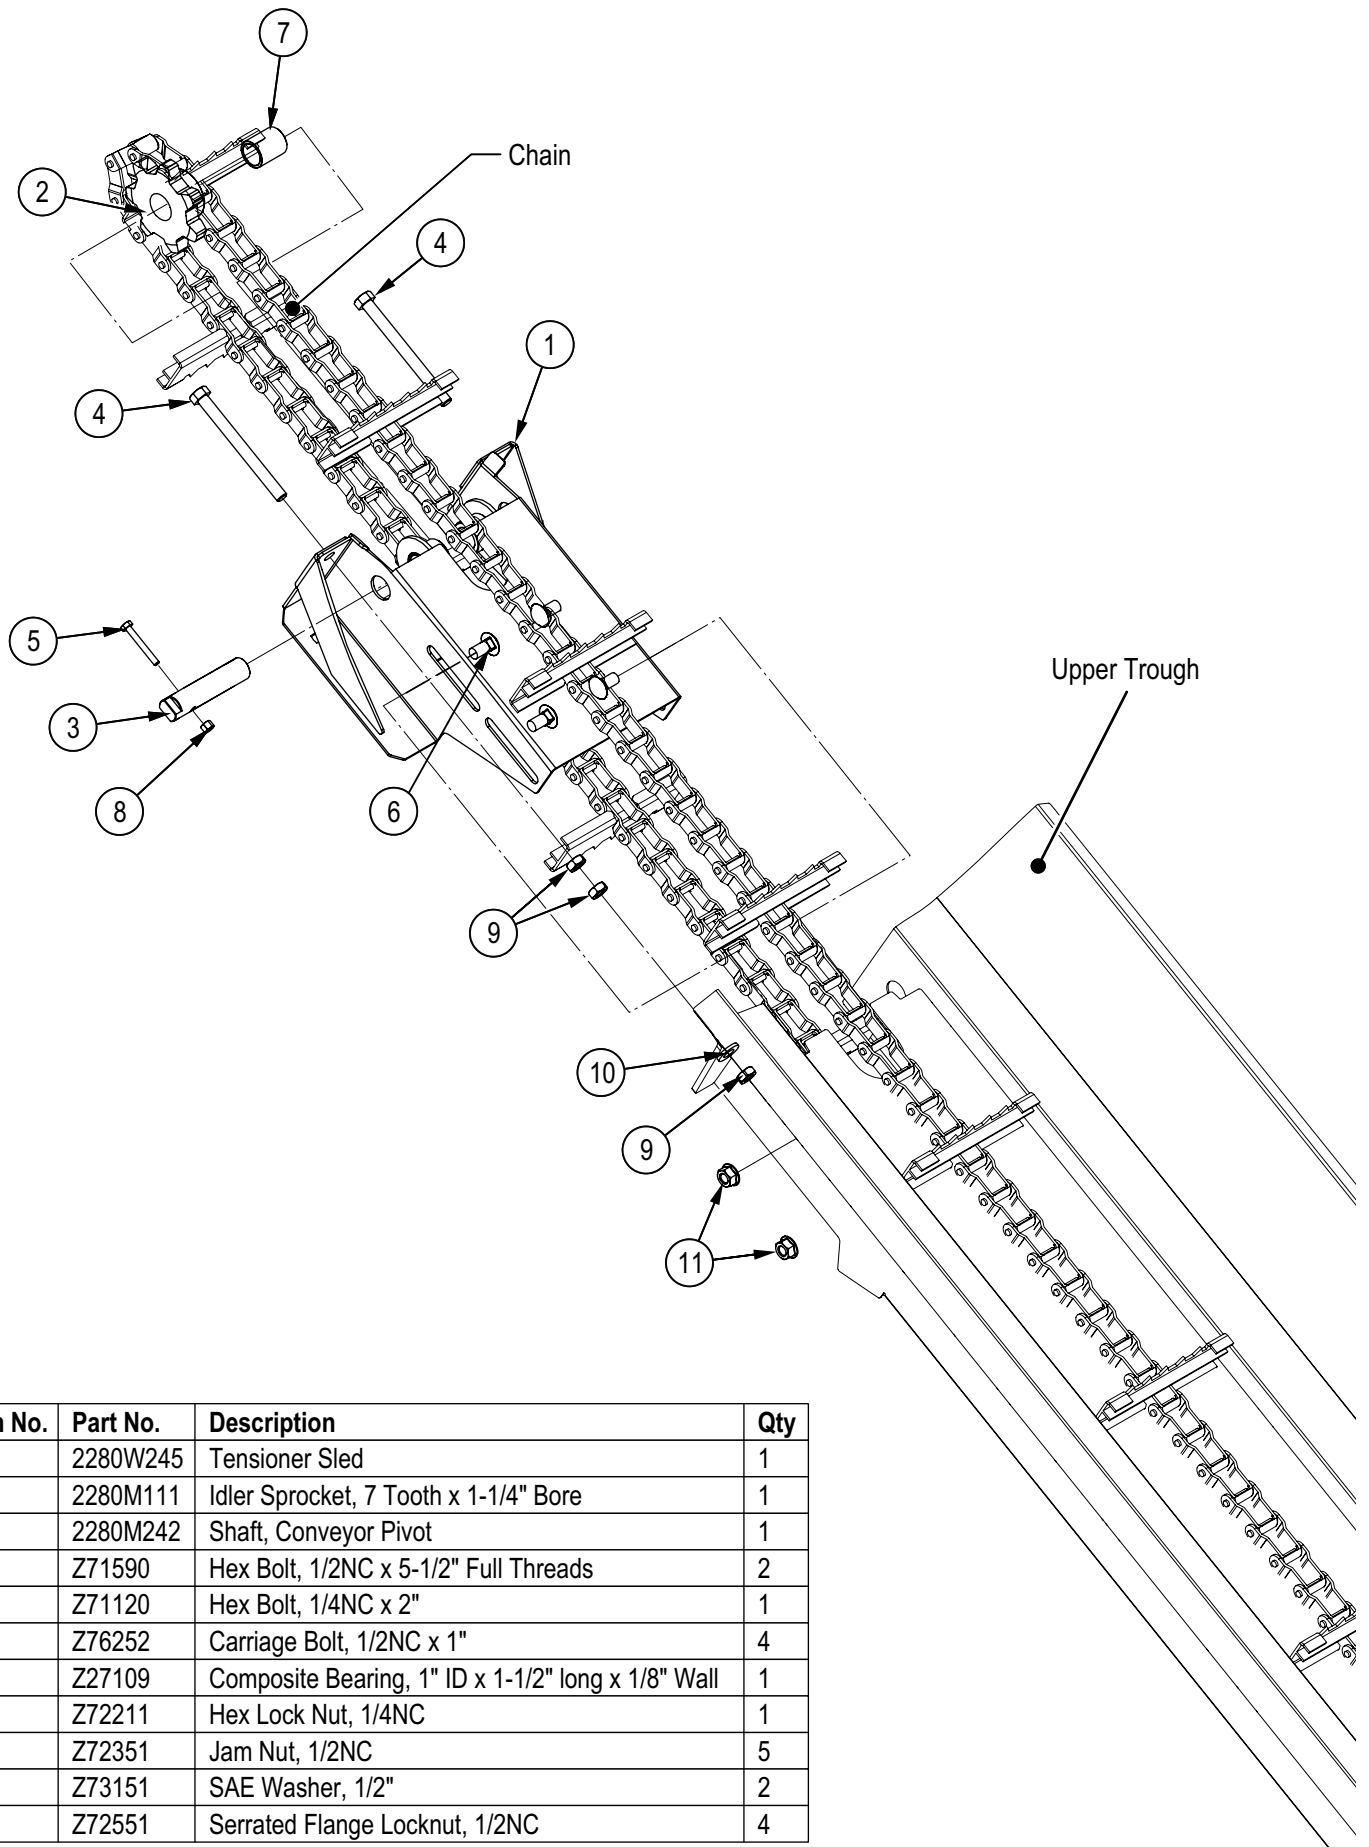 7
Chain
2
4
1
4
5
Upper Trough
3
8
6
9
10
9
11
No. Part No. Description Qty
2280W245 Tensioner Sled 1
2280M111 Idler Sprocket, 7 Tooth x 1-1/4" Bore 1
2280M242 Shaft, Conveyor Pivot 1
Z71590 Hex Bolt, 1/2NC x 5-1/2" Full Threads 2
Z71120 Hex Bolt, 1/4NC x 2" 1
Z76252 Carriage Bolt, 1/2NC x 1" 4
Z27109 Composite Bearing, 1" ID x 1-1/2" long x 1/8" Wall 1
Z72211 Hex Lock Nut, 1/4NC 1
Z72351 Jam Nut, 1/2NC 5
Z73151 SAE Washer, 1/2" 2
Z72551 Serrated Flange Locknut, 1/2NC 4